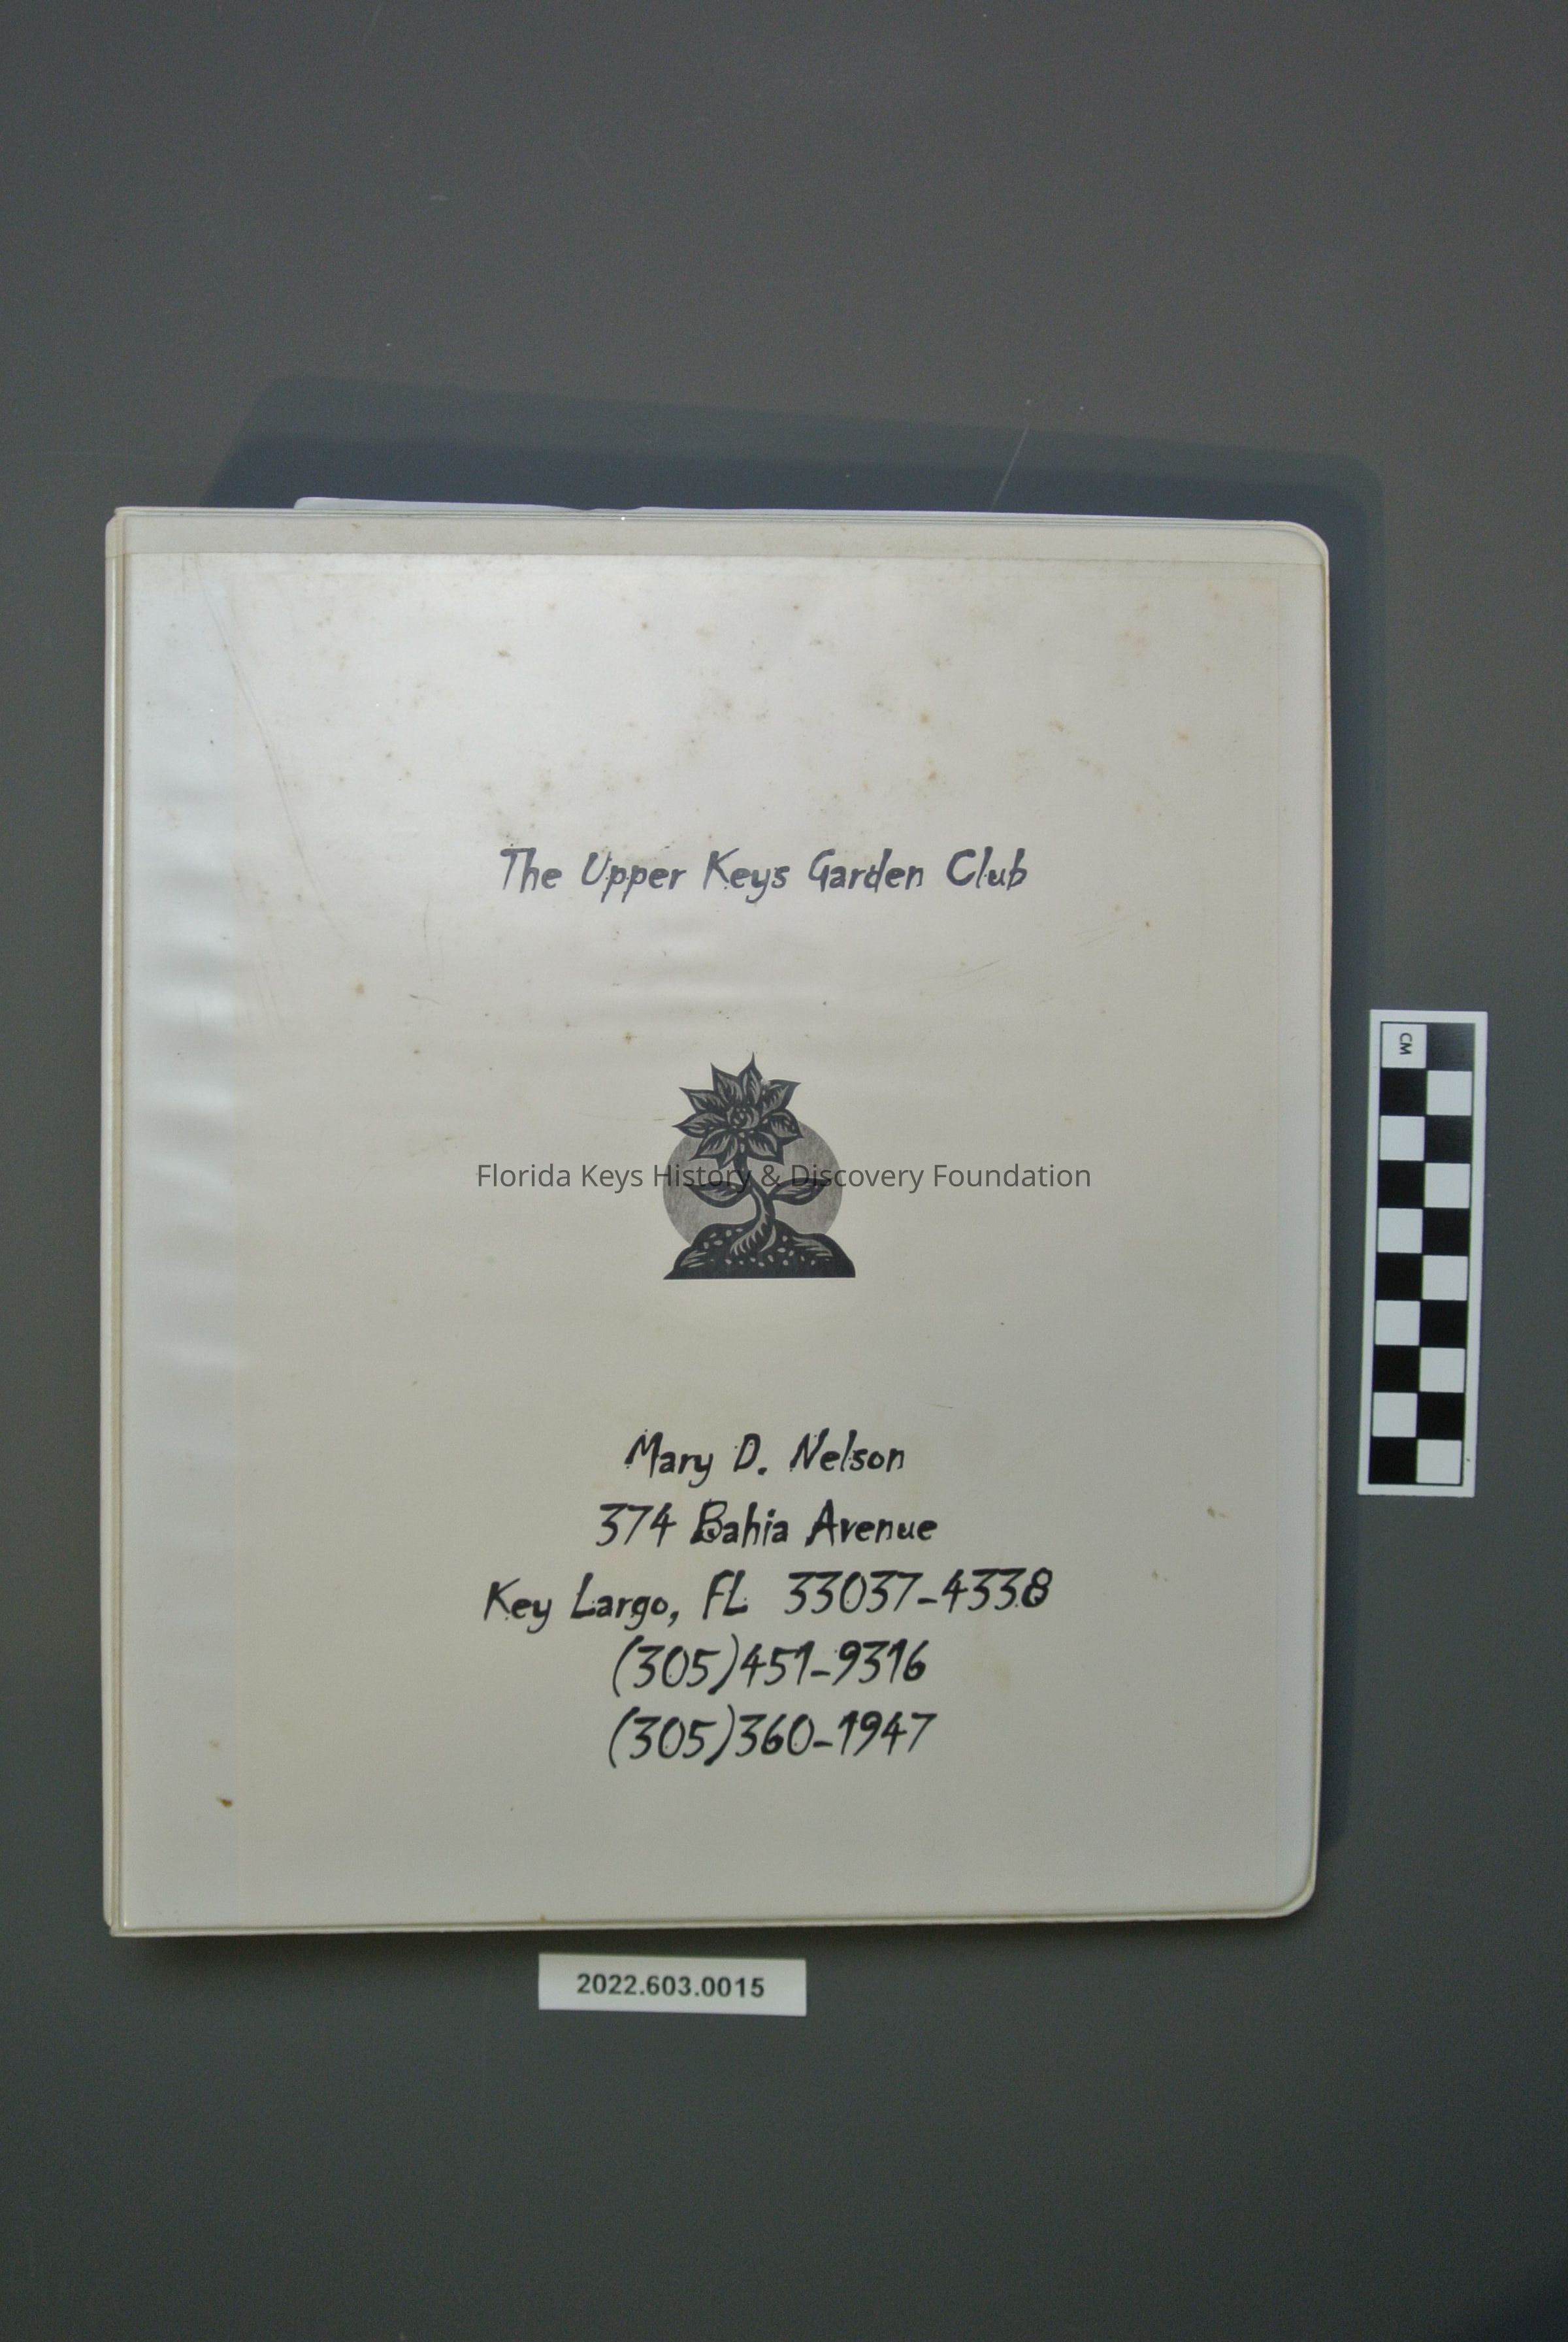 The Upper Keys Garden Club
Florida Keys History & Discovery Foundation
Mary D. Nelson
374 Bahia Avenue
Key Largo, FL 33037-4338
(305)451-9316
(305)360-1947
CM
2022.603.0015